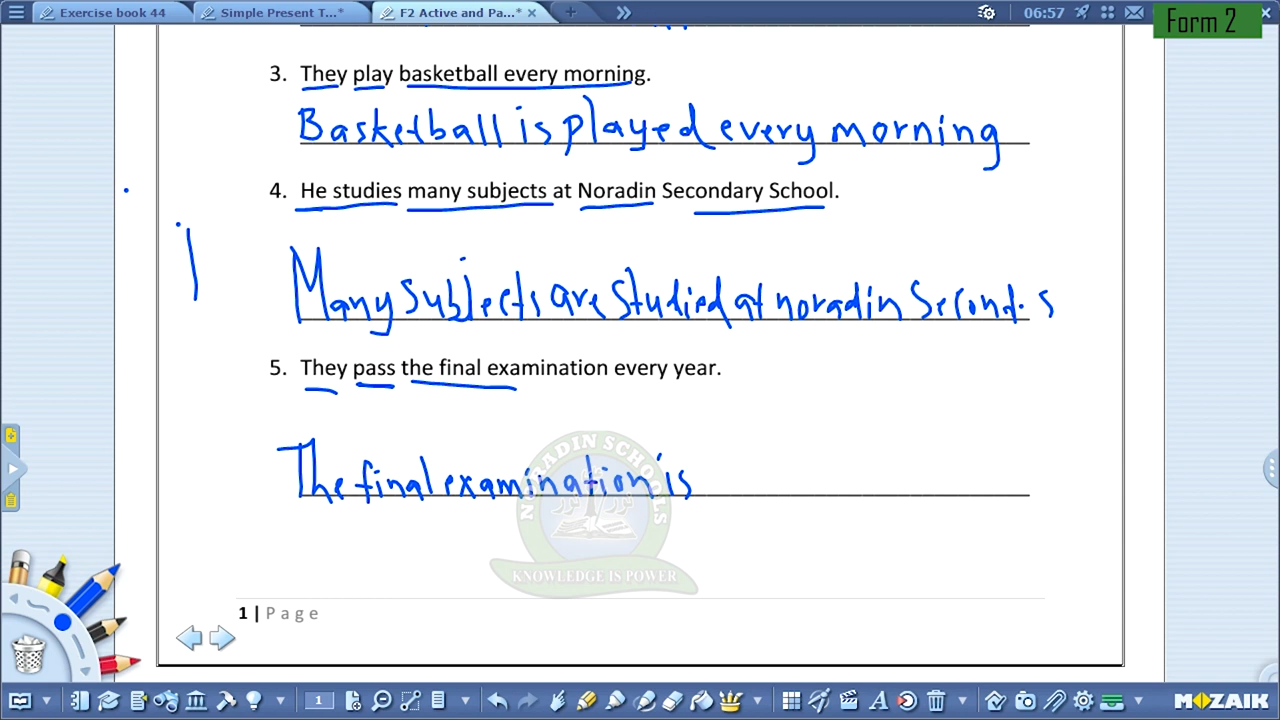 Exercise book 44
Simple Present T...*
F2 Active and Pa...*
06:57
Form 2
3. They play basketball every morning.
Basketball is played every morning
4. He studies many subjects at Noradin Secondary School.
Many subjects are studied at noradin Second. s
5. They pass the final examination every year.
The final examination is
NORADIN SCHOOLS
KNOWLEDGE IS POWER
1 | Page
1
MOZAIK